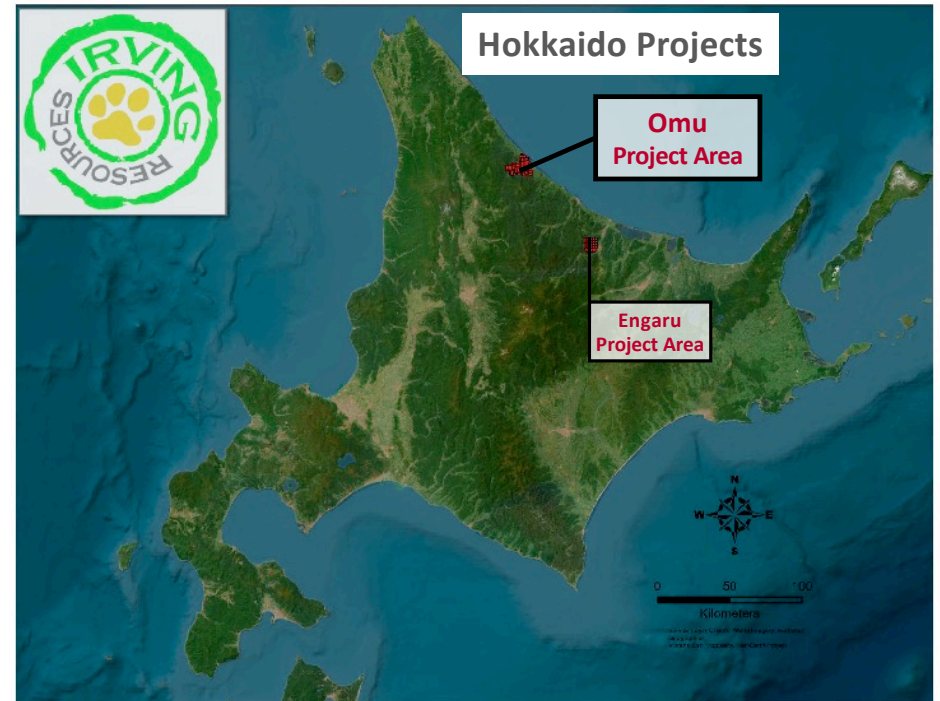 IRVING
RESOURCES
Hokkaido Projects
Omu
Project Area
Engaru
Project Area
N
W E
S
0 50 100
Kilometers